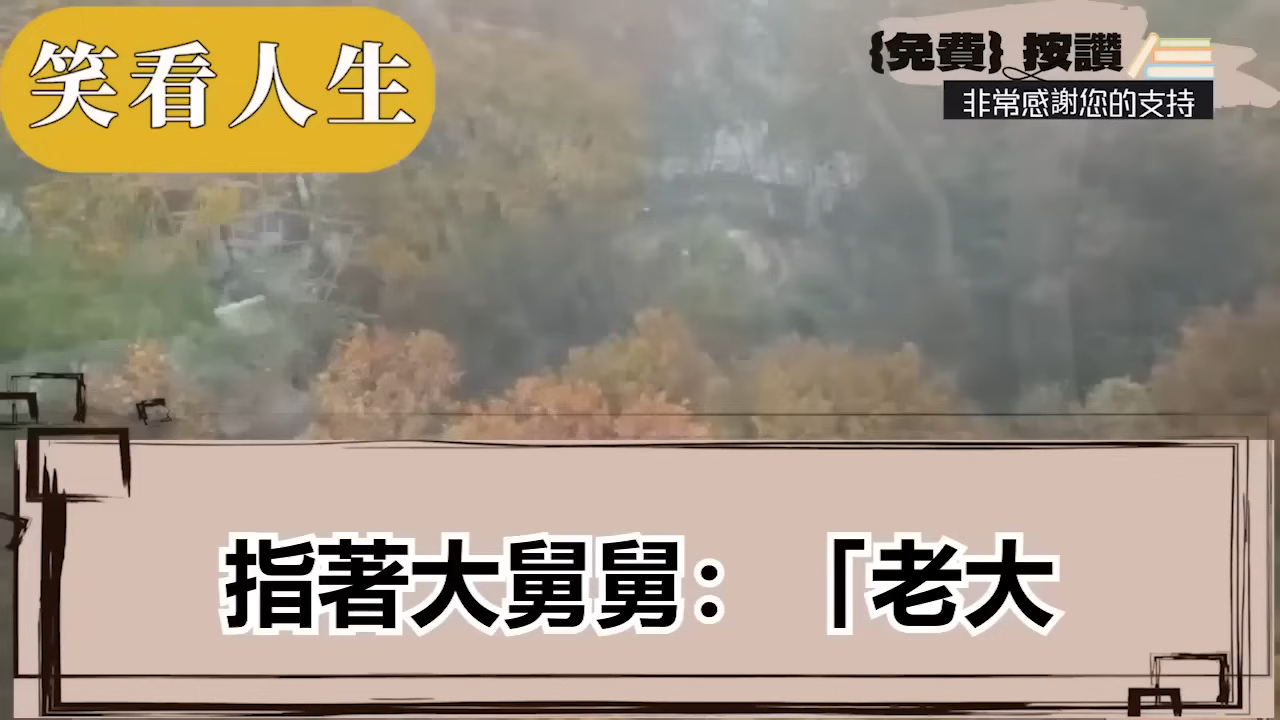 笑看人生
{免費} 按讚
非常感謝您的支持
指著大舅舅：「老大